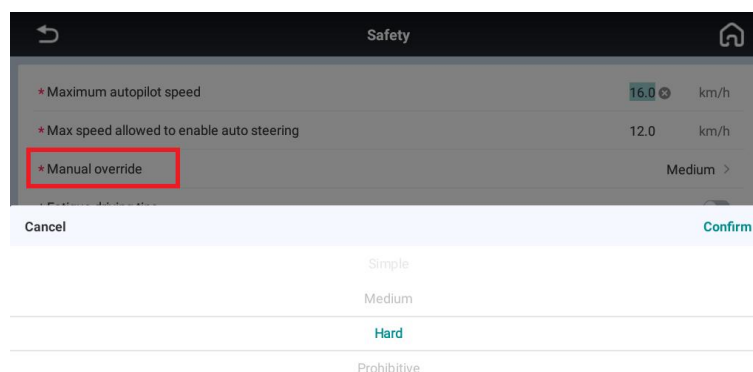 Safety
* Maximum autopilot speed 16.0 km/h
* Max speed allowed to enable auto steering 12.0 km/h
* Manual override Medium >
Cancel Confirm
Simple
Medium
Hard
Prohibitive